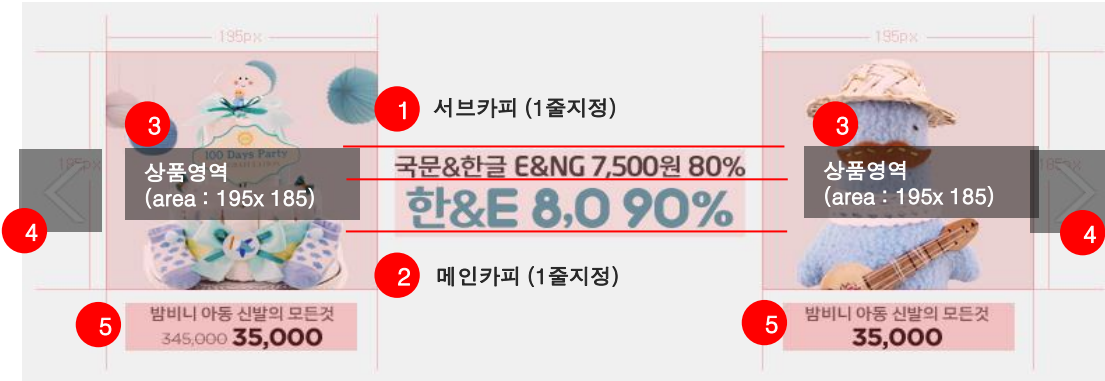 195px
195px
1 서브카피 (1줄지정)
3
3
100 Days Party
195px
상품영역
(area : 195x 185)
국문&한글 E&NG 7,500원 80%
한&E 8,0 90%
상품영역
(area : 195x 185)
185px
4
4
2 메인카피 (1줄지정)
5
밤비니 아동 신발의 모든것
345,000 35,000
5
밤비니 아동 신발의 모든것
35,000